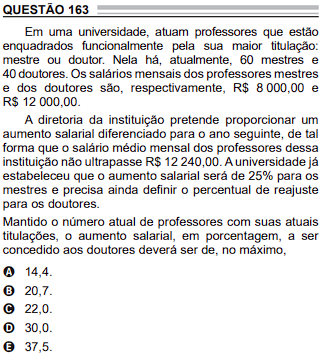 QUESTÃO 163
Em uma universidade, atuam professores que estão
enquadrados funcionalmente pela sua maior titulação:
mestre ou doutor. Nela há, atualmente, 60 mestres e
40 doutores. Os salários mensais dos professores mestres
e dos doutores são, respectivamente, R$ 8 000,00 e
R$ 12 000,00.
A diretoria da instituição pretende proporcionar um
aumento salarial diferenciado para o ano seguinte, de tal
forma que o salário médio mensal dos professores dessa
instituição não ultrapasse R$ 12 240,00. A universidade já
estabeleceu que o aumento salarial será de 25% para os
mestres e precisa ainda definir o percentual de reajuste
para os doutores.
Mantido o número atual de professores com suas atuais
titulações, o aumento salarial, em porcentagem, a ser
concedido aos doutores deverá ser de, no máximo,
A 14,4.
B 20,7.
C 22,0.
D 30,0.
E 37,5.